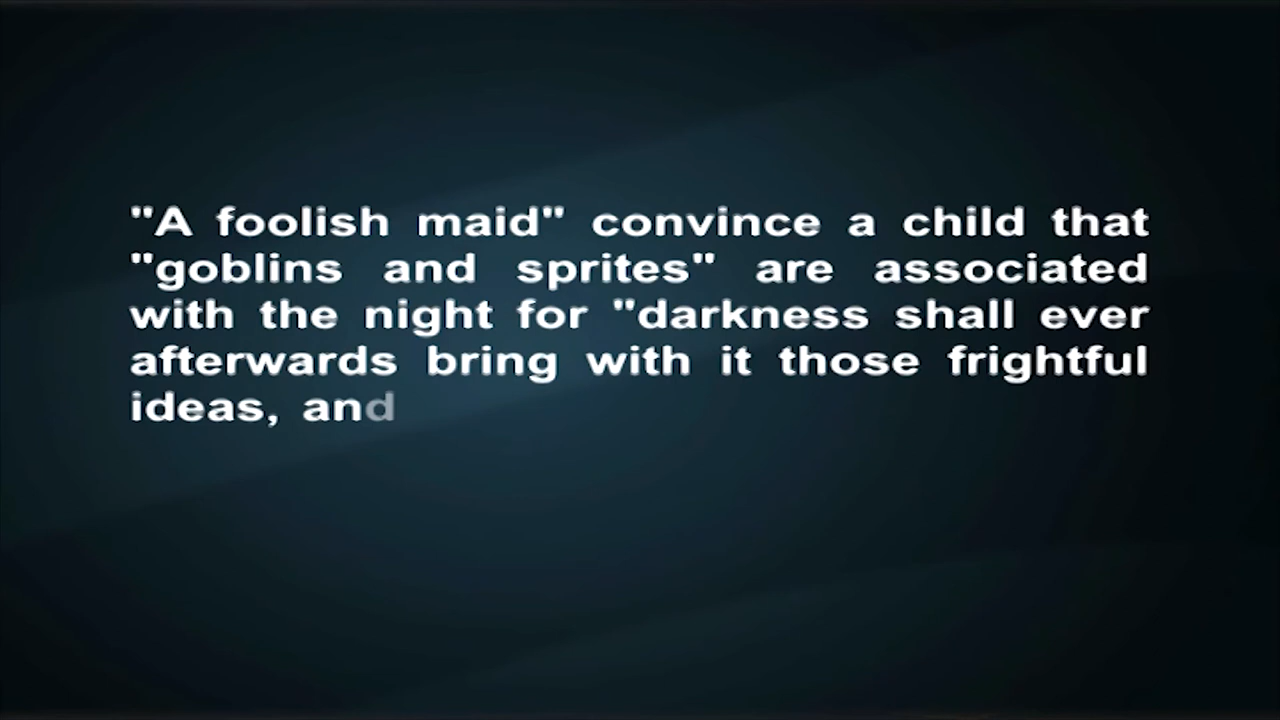 "A foolish maid" convince a child that
"goblins and sprites" are associated
with the night for "darkness shall ever
afterwards bring with it those frightful
ideas, and